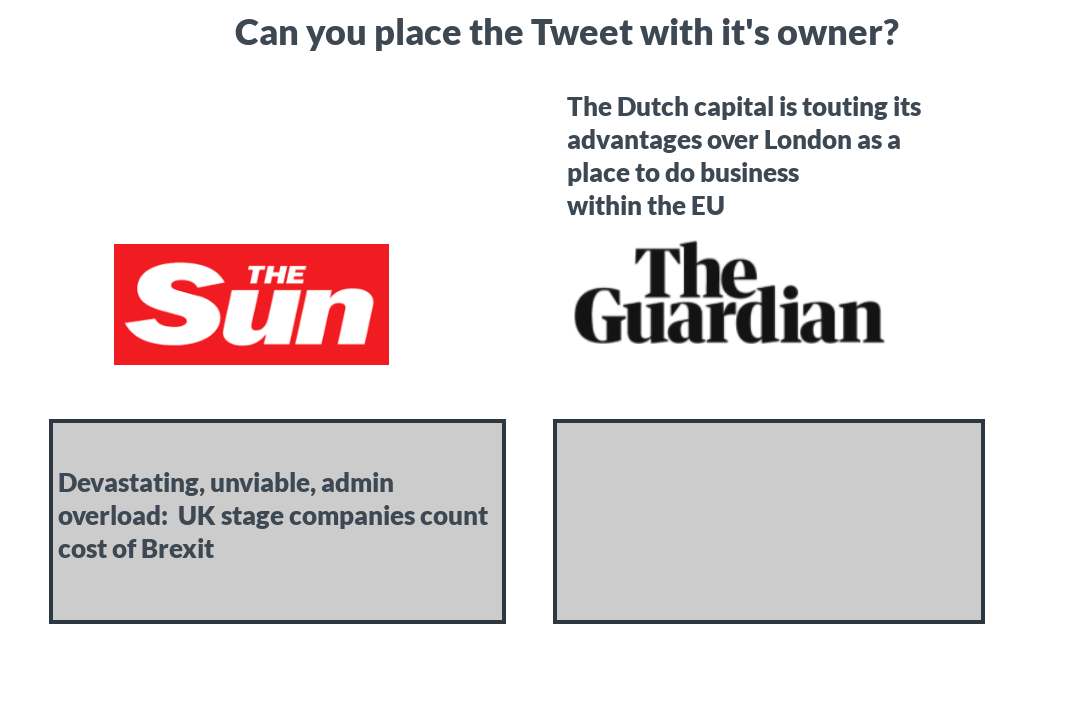 Can you place the Tweet with it's owner?
The Dutch capital is touting its
advantages over London as a
place to do business
within the EU
THE
Sun
The
Guardian
Devastating, unviable, admin
overload:  UK stage companies count
cost of Brexit